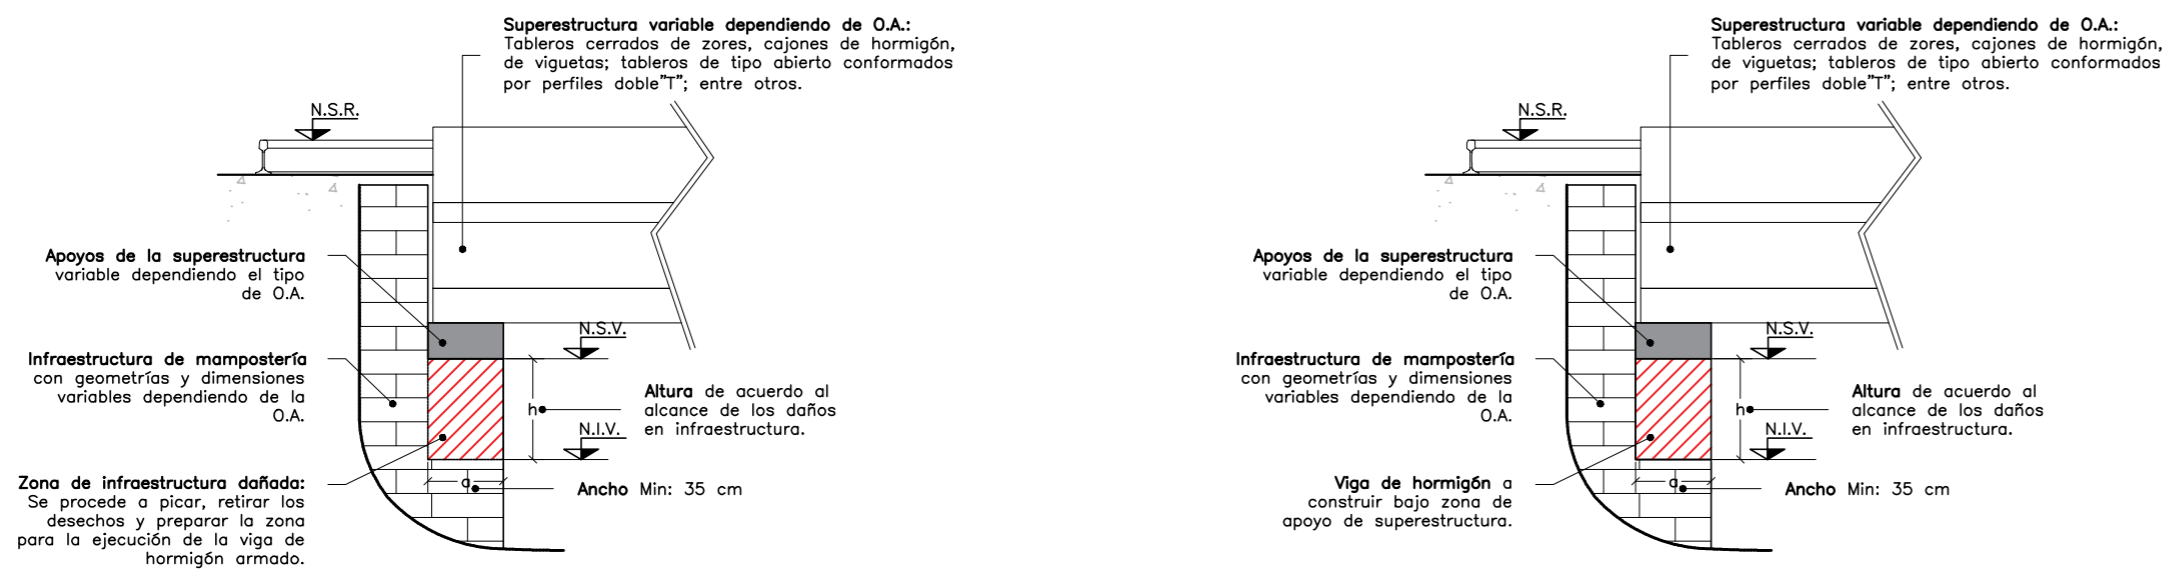 Superestructura variable dependiendo de O.A.:
Tableros cerrados de zores, cajones de hormigón,
de viguetas; tableros de tipo abierto conformados
por perfiles doble"T"; entre otros.
N.S.R.
Apoyos de la superestructura
variable dependiendo el tipo
de O.A.
N.S.V.
Infraestructura de mampostería
con geometrías y dimensiones
variables dependiendo de la
O.A.
Altura de acuerdo al
alcance de los daños
en infraestructura.
h
N.I.V.
Zona de infraestructura dañada:
Se procede a picar, retirar los
desechos y preparar la zona
para la ejecución de la viga de
hormigón armado.
a
Ancho Min: 35 cm
Superestructura variable dependiendo de O.A.:
Tableros cerrados de zores, cajones de hormigón,
de viguetas; tableros de tipo abierto conformados
por perfiles doble"T"; entre otros.
N.S.R.
Apoyos de la superestructura
variable dependiendo el tipo
de O.A.
N.S.V.
Infraestructura de mampostería
con geometrías y dimensiones
variables dependiendo de la
O.A.
Altura de acuerdo al
alcance de los daños
en infraestructura.
h
N.I.V.
Viga de hormigón a
construir bajo zona de
apoyo de superestructura.
a
Ancho Min: 35 cm